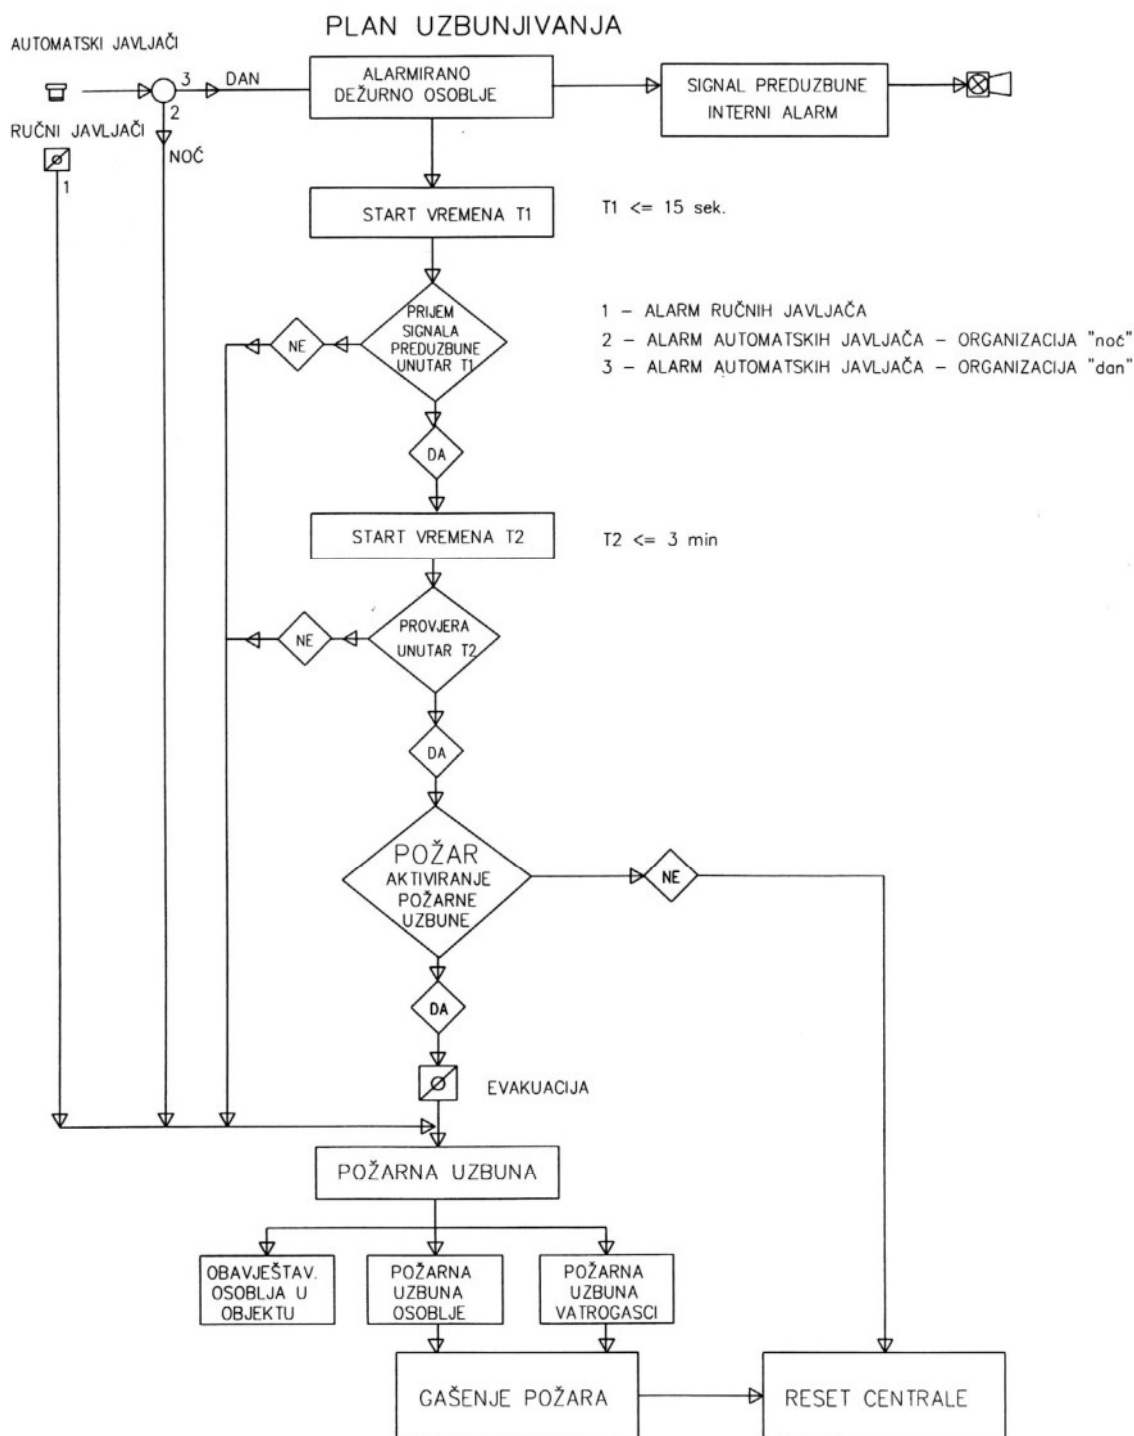 PLAN UZBUNJIVANJA
AUTOMATSKI JAVLJAČI
3
DAN
2
NOĆ
RUČNI JAVLJAČI
1
ALARMIRANO
DEŽURNO OSOBLJE
SIGNAL PREDUZBUNE
INTERNI ALARM
START VREMENA T1
T1 <= 15 sek.
PRIJEM
SIGNALA
PREDUZBUNE
UNUTAR T1
NE
1 – ALARM RUČNIH JAVLJAČA
2 – ALARM AUTOMATSKIH JAVLJAČA – ORGANIZACIJA "noć"
3 – ALARM AUTOMATSKIH JAVLJAČA – ORGANIZACIJA "dan"
DA
START VREMENA T2
T2 <= 3 min
PROVJERA
UNUTAR T2
NE
DA
POŽAR
AKTIVIRANJE
POŽARNE
UZBUNE
NE
DA
EVAKUACIJA
POŽARNA UZBUNA
OBAVJEŠTAV.
OSOBLJA U
OBJEKTU
POŽARNA
UZBUNA
OSOBLJE
POŽARNA
UZBUNA
VATROGASCI
GAŠENJE POŽARA
RESET CENTRALE